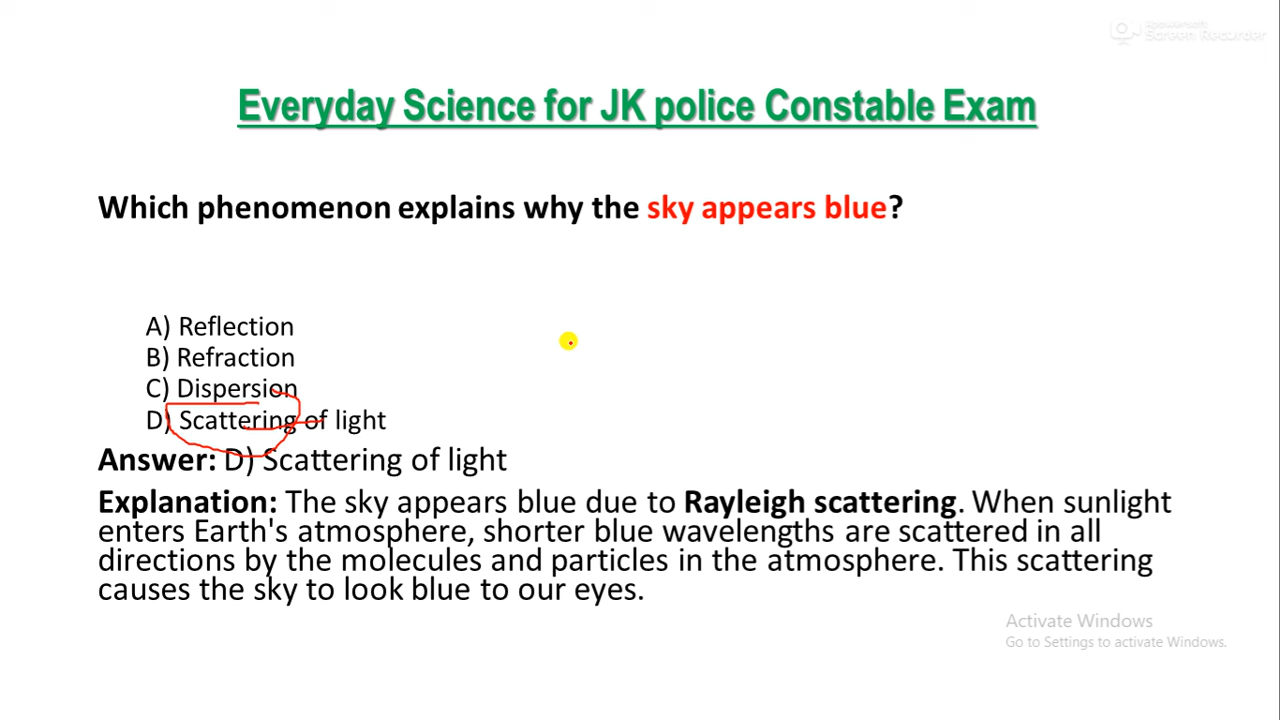 Apowersoft
Screen Recorder
Everyday Science for JK police Constable Exam
Which phenomenon explains why the sky appears blue?
A) Reflection
B) Refraction
C) Dispersion
D) Scattering of light
Answer: D) Scattering of light
Explanation: The sky appears blue due to Rayleigh scattering. When sunlight
enters Earth's atmosphere, shorter blue wavelengths are scattered in all
directions by the molecules and particles in the atmosphere. This scattering
causes the sky to look blue to our eyes.
Activate Windows
Go to Settings to activate Windows.